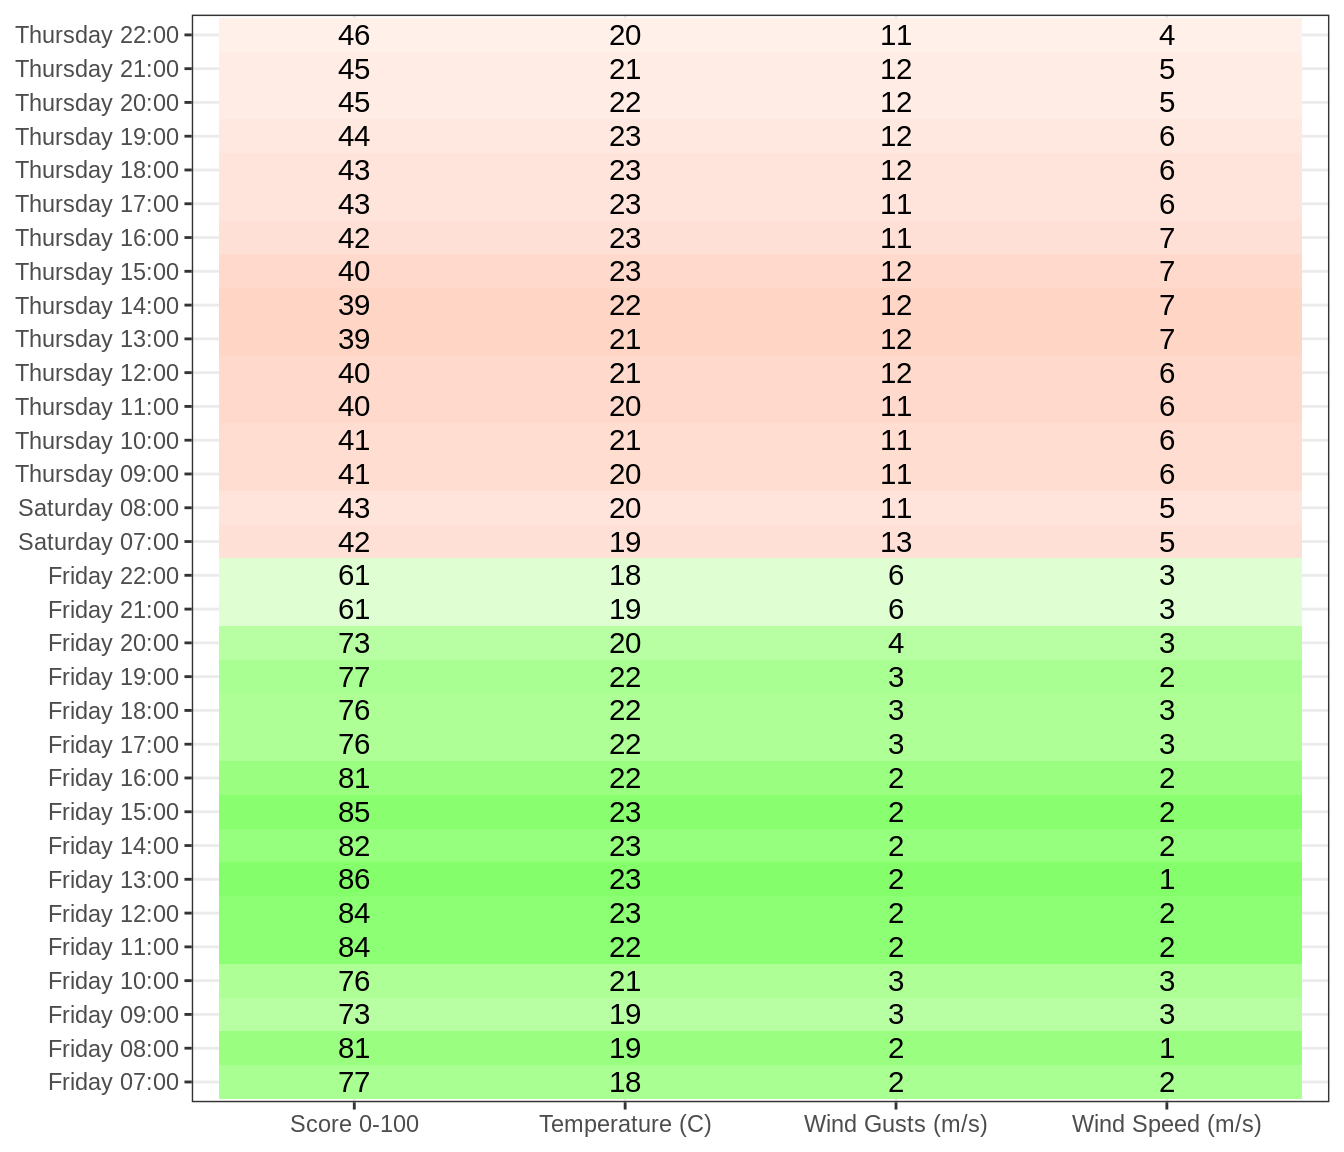 Thursday 22:00 46 20 11 4
Thursday 21:00 45 21 12 5
Thursday 20:00 45 22 12 5
Thursday 19:00 44 23 12 6
Thursday 18:00 43 23 12 6
Thursday 17:00 43 23 11 6
Thursday 16:00 42 23 11 7
Thursday 15:00 40 23 12 7
Thursday 14:00 39 22 12 7
Thursday 13:00 39 21 12 7
Thursday 12:00 40 21 12 6
Thursday 11:00 40 20 11 6
Thursday 10:00 41 21 11 6
Thursday 09:00 41 20 11 6
Saturday 08:00 43 20 11 5
Saturday 07:00 42 19 13 5
Friday 22:00 61 18 6 3
Friday 21:00 61 19 6 3
Friday 20:00 73 20 4 3
Friday 19:00 77 22 3 2
Friday 18:00 76 22 3 3
Friday 17:00 76 22 3 3
Friday 16:00 81 22 2 2
Friday 15:00 85 23 2 2
Friday 14:00 82 23 2 2
Friday 13:00 86 23 2 1
Friday 12:00 84 23 2 2
Friday 11:00 84 22 2 2
Friday 10:00 76 21 3 3
Friday 09:00 73 19 3 3
Friday 08:00 81 19 2 1
Friday 07:00 77 18 2 2
Score 0-100 Temperature (C) Wind Gusts (m/s) Wind Speed (m/s)